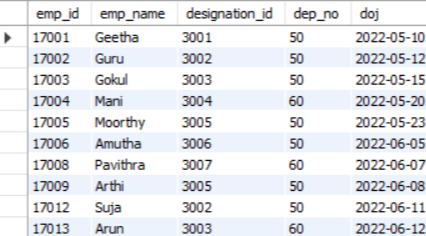 emp_id emp_name designation_id dep_no doj
17001 Geetha 3001 50 2022-05-10
17002 Guru 3002 50 2022-05-12
17003 Gokul 3003 50 2022-05-15
17004 Mani 3004 60 2022-05-20
17005 Moorthy 3005 50 2022-05-23
17006 Amutha 3006 50 2022-06-05
17008 Pavithra 3007 60 2022-06-07
17009 Arthi 3005 50 2022-06-08
17012 Suja 3002 50 2022-06-11
17013 Arun 3003 60 2022-06-12